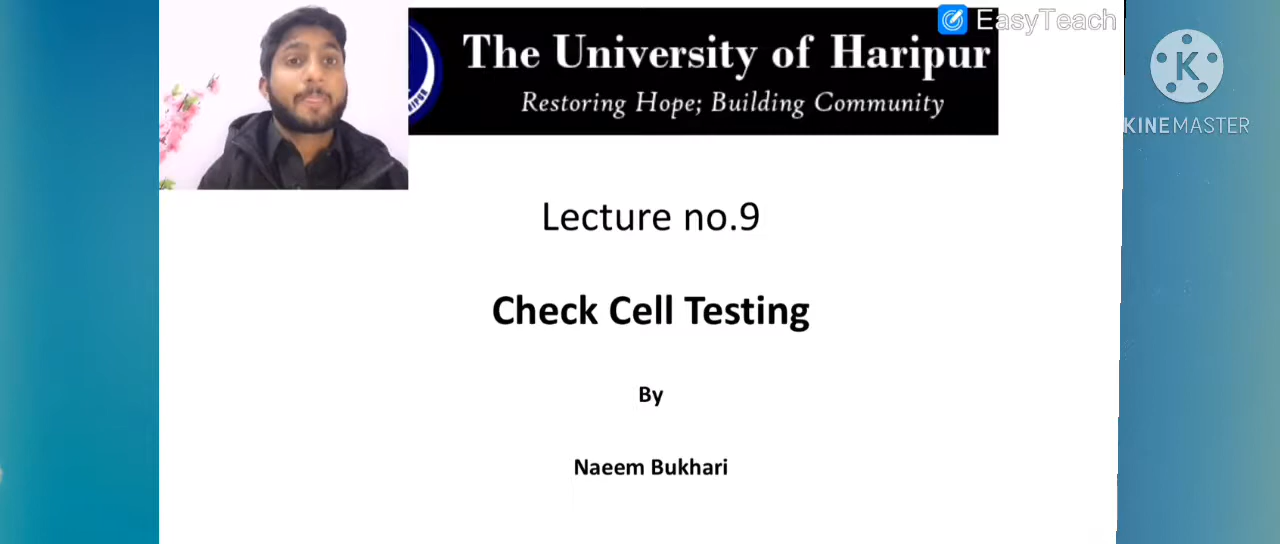 EasyTeach
The University of Haripur
Restoring Hope; Building Community
K
KINEMASTER
Lecture no.9
Check Cell Testing
By
Naeem Bukhari